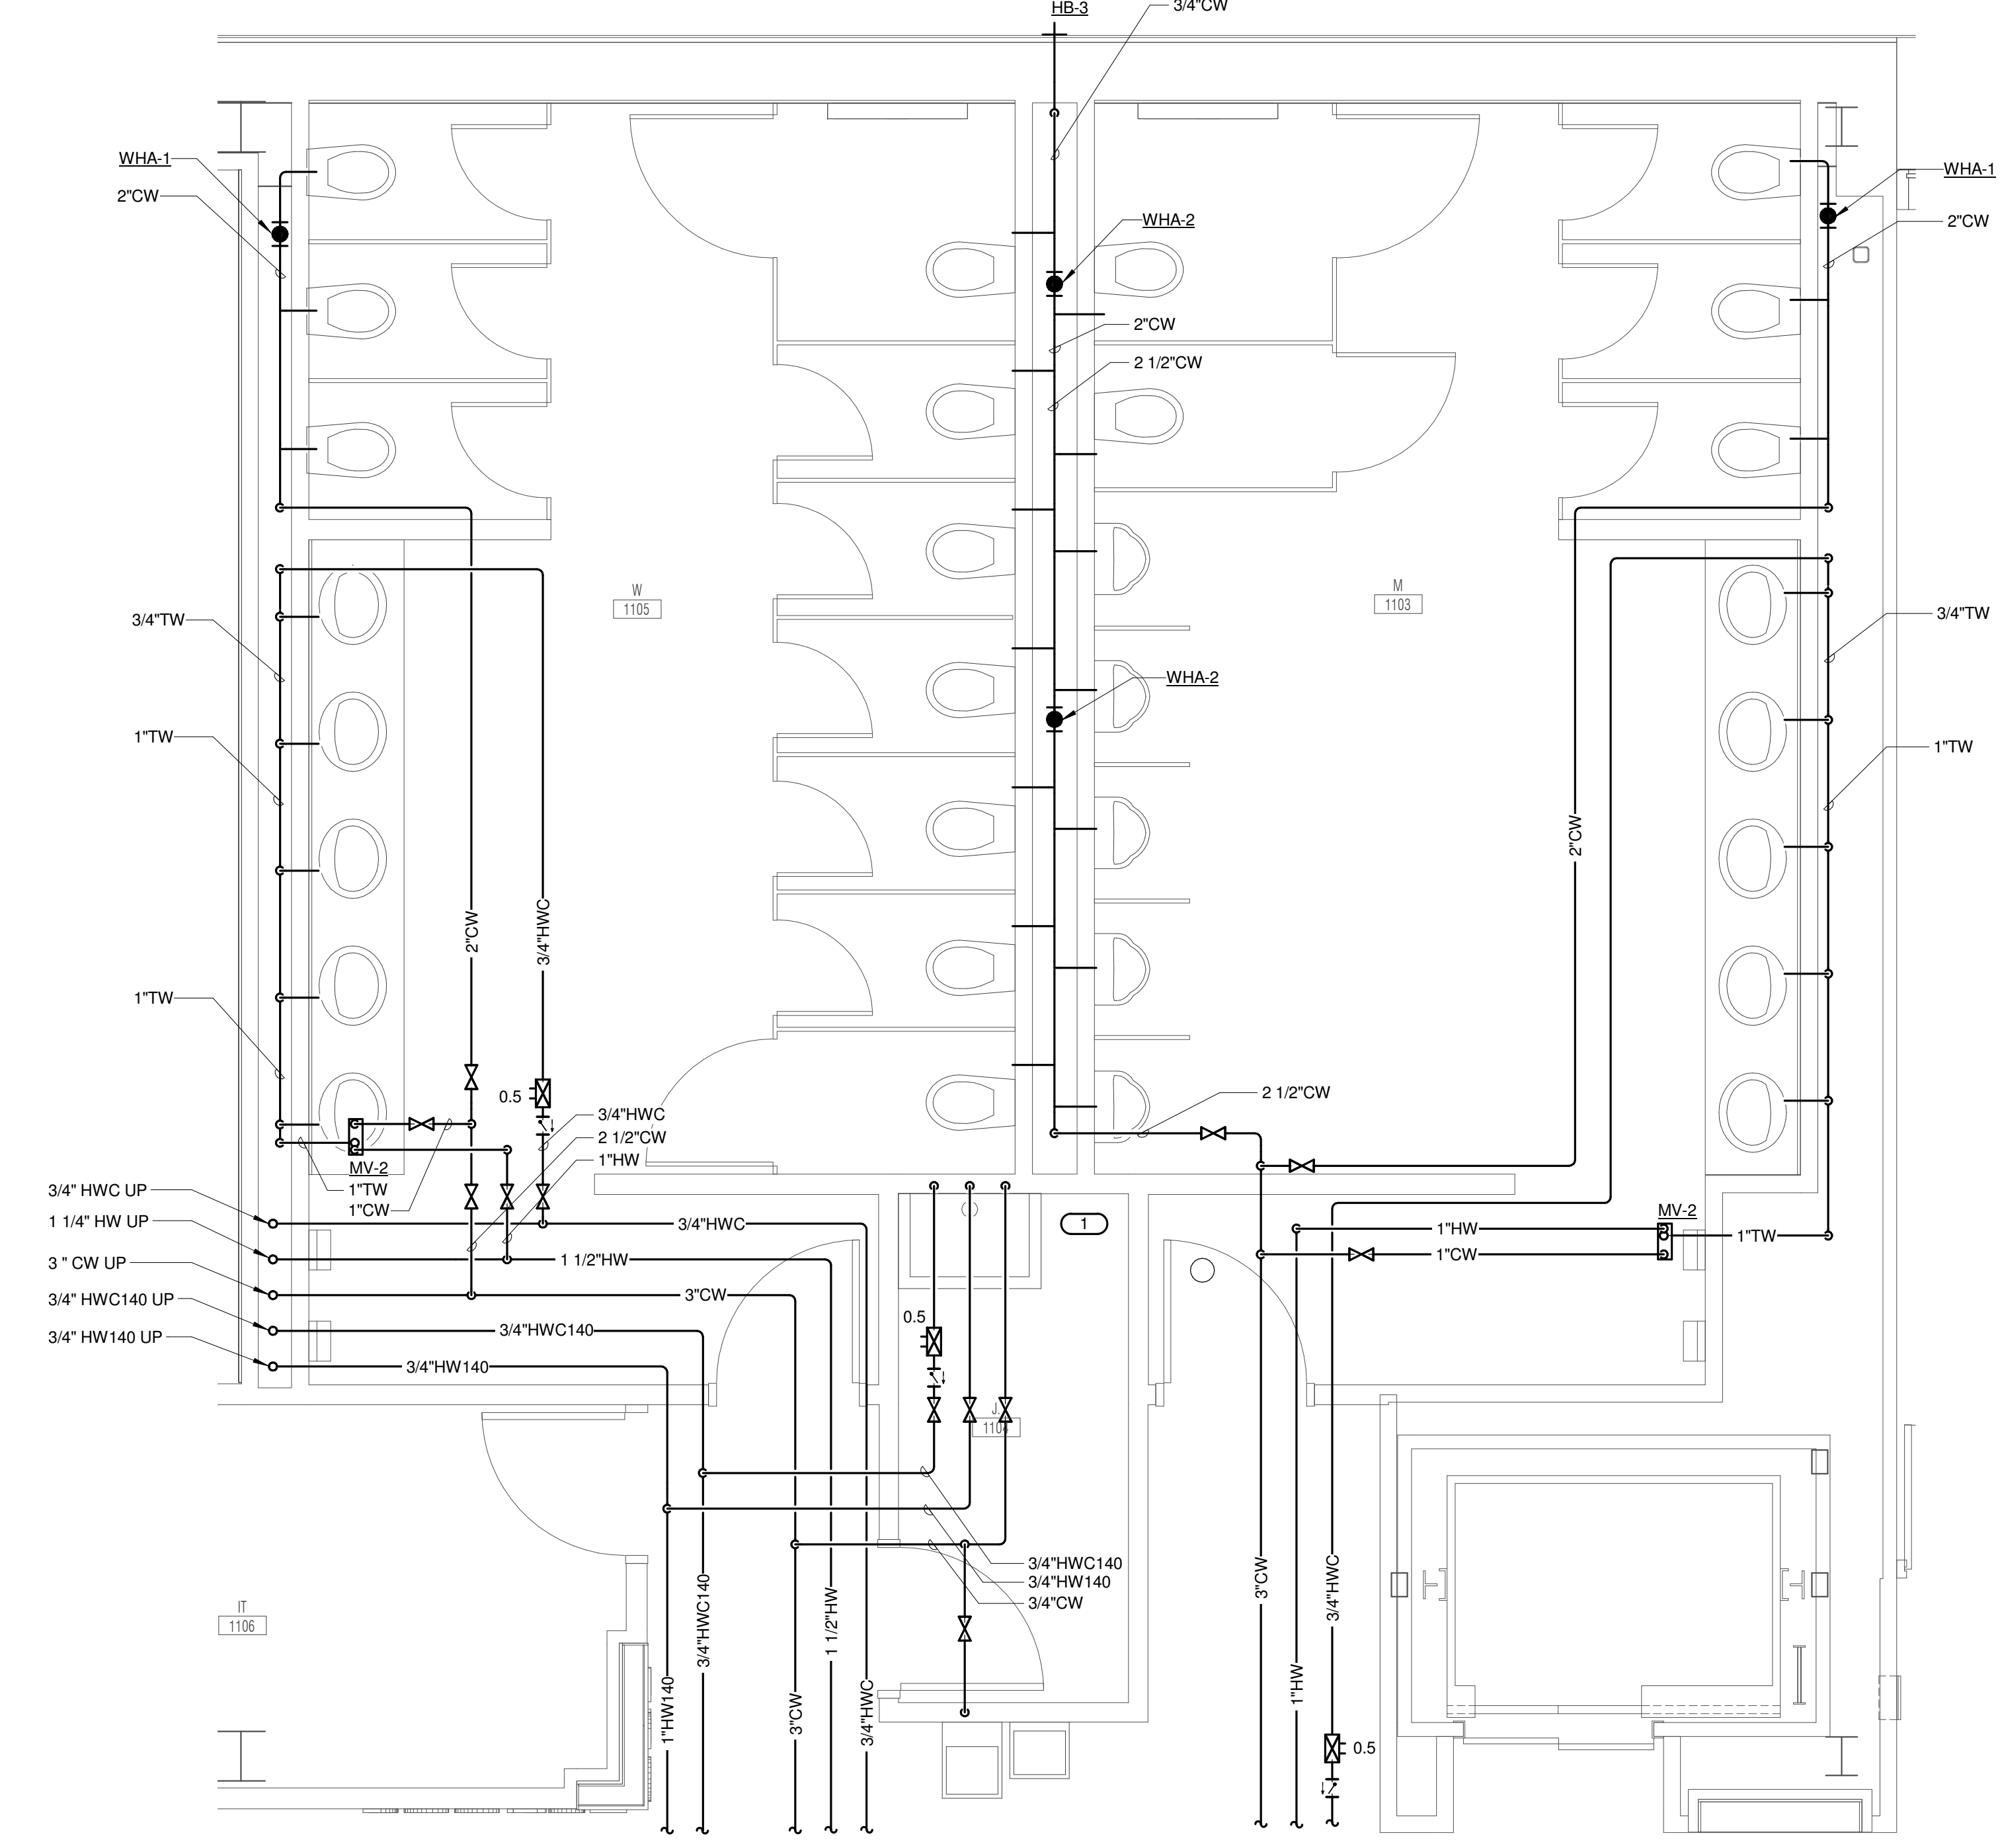 HB-3
3/4"CW
WHA-1
2"CW
WHA-1
2"CW
WHA-2
2"CW
2 1/2"CW
W
1105
M
1103
3/4"TW
3/4"TW
WHA-2
1"TW
1"TW
2"CW
2"CW
3/4"HWC
1"TW
0.5
3/4"HWC
2 1/2"CW
1"HW
2 1/2"CW
MV-2
1"TW
1"CW
3/4" HWC UP
1 1/4" HW UP
3 " CW UP
3/4" HWC140 UP
3/4" HW140 UP
3/4"HWC
1 1/2"HW
3"CW
3/4"HWC140
3/4"HW140
1
MV-2
1"HW
1"CW
1"TW
0.5
J.
3/4"HWC140
3/4"HW140
3/4"CW
IT
1106
1"HW140
3/4"HWC140
3"CW
1 1/2"HW
3/4"HWC
3"CW
1"HW
3/4"HWC
0.5